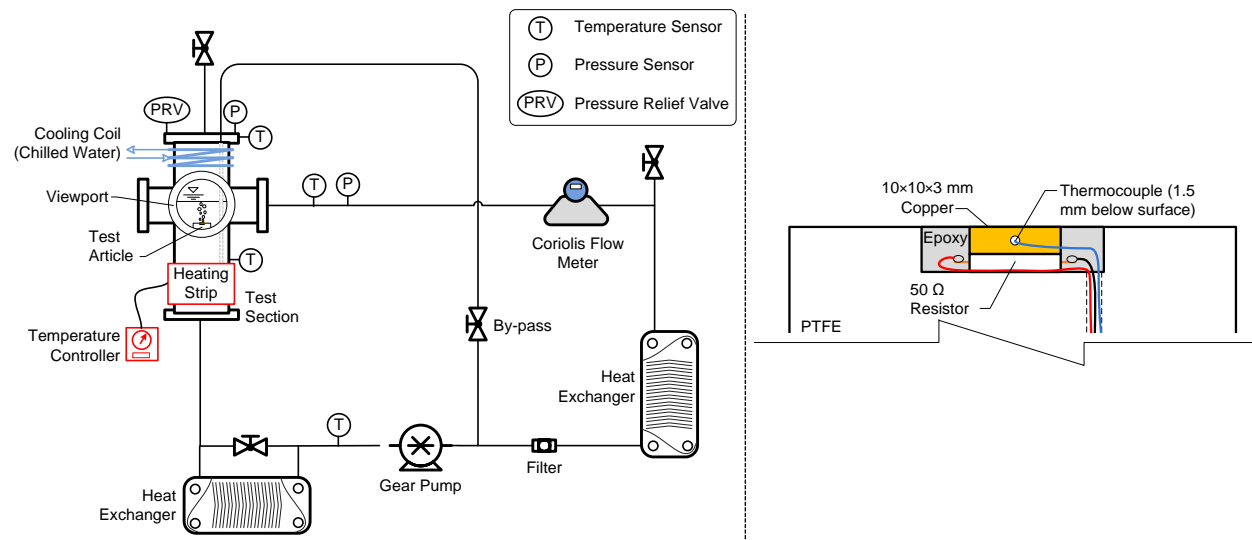 T Temperature Sensor
P Pressure Sensor
PRV Pressure Relief Valve
PRV
P
T
Cooling Coil
(Chilled Water)
Viewport
Test
Article
T
P
Coriolis Flow
Meter
T
Heating
Strip
Test
Section
Temperature
Controller
By-pass
Heat
Exchanger
T
Gear Pump
Filter
Heat
Exchanger
10×10×3 mm
Copper
Thermocouple (1.5
mm below surface)
Epoxy
50 Ω
Resistor
PTFE